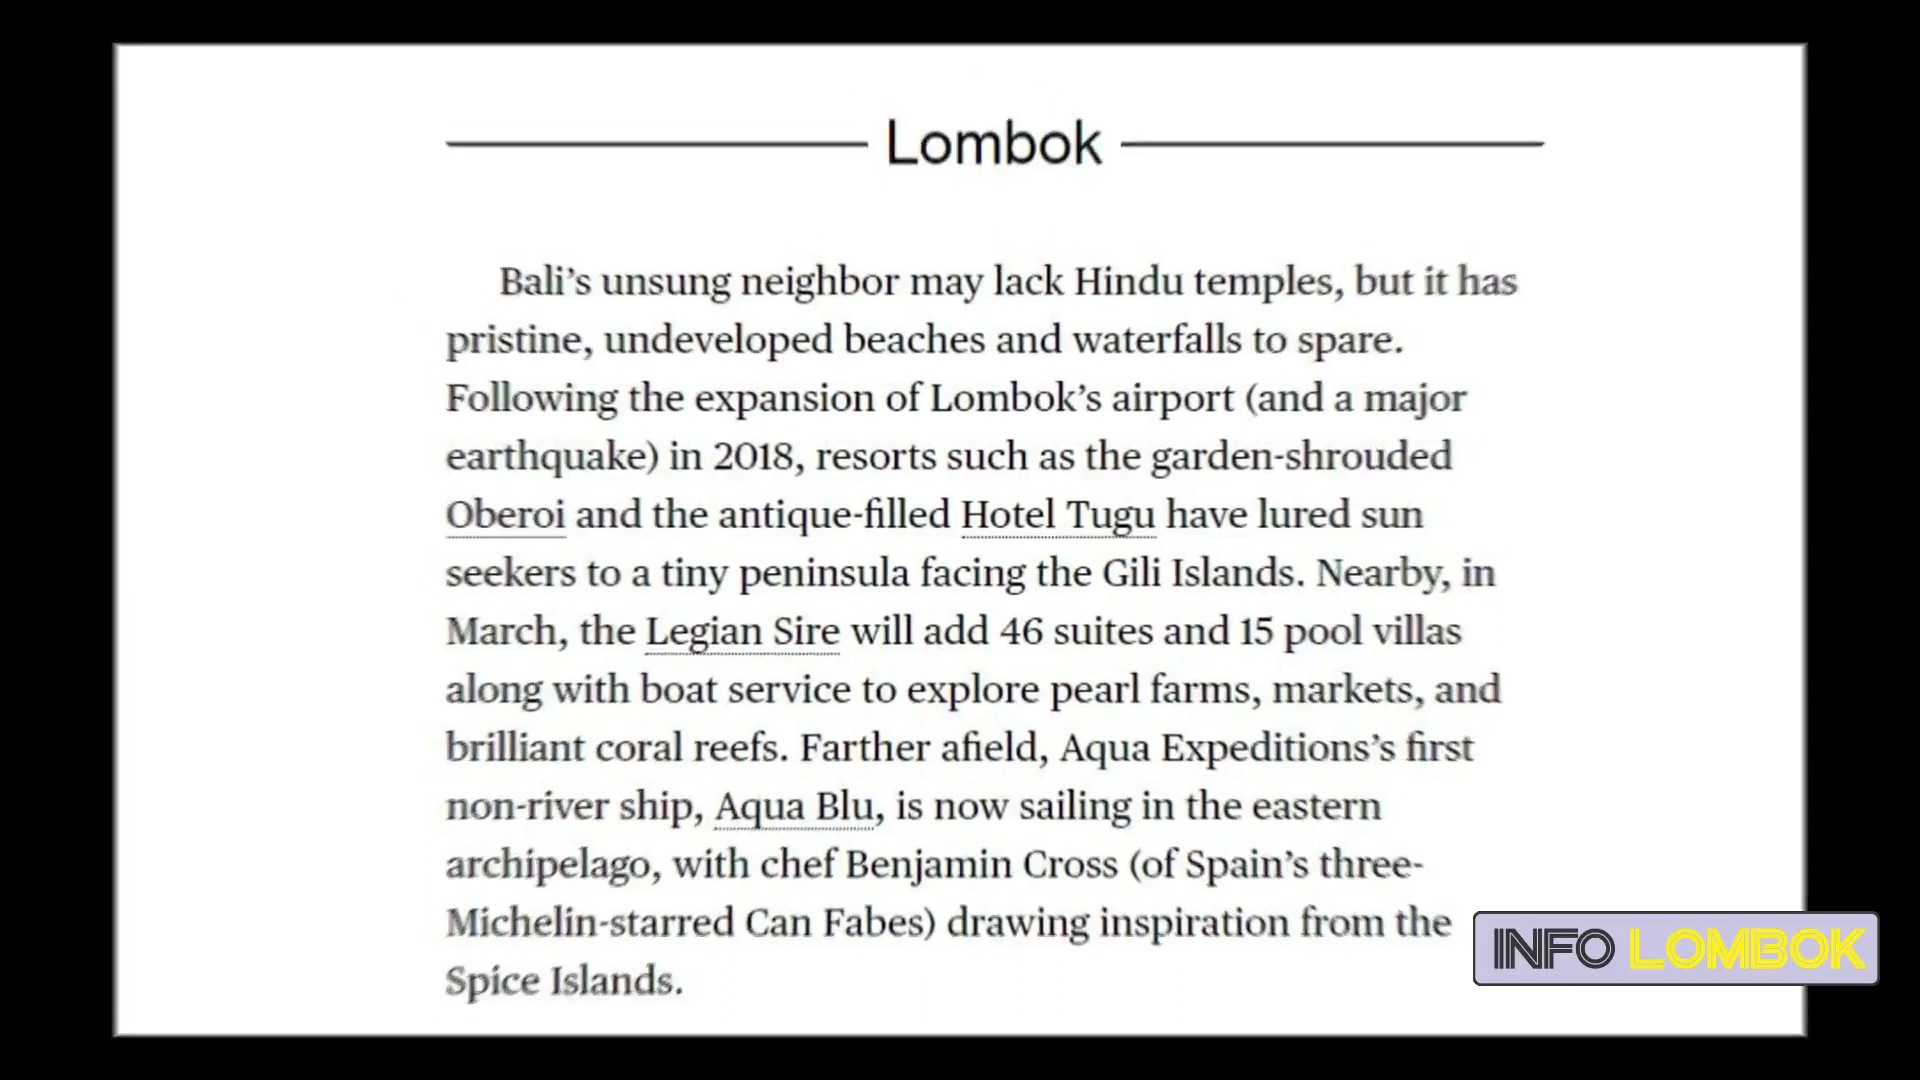 Lombok
Bali’s unsung neighbor may lack Hindu temples, but it has
pristine, undeveloped beaches and waterfalls to spare.
Following the expansion of Lombok’s airport (and a major
earthquake) in 2018, resorts such as the garden-shrouded
Oberoi and the antique-filled Hotel Tugu have lured sun
seekers to a tiny peninsula facing the Gili Islands. Nearby, in
March, the Legian Sire will add 46 suites and 15 pool villas
along with boat service to explore pearl farms, markets, and
brilliant coral reefs. Farther afield, Aqua Expeditions’s first
non-river ship, Aqua Blu, is now sailing in the eastern
archipelago, with chef Benjamin Cross (of Spain’s three-
Michelin-starred Can Fabes) drawing inspiration from the
Spice Islands.
INFO LOMBOK